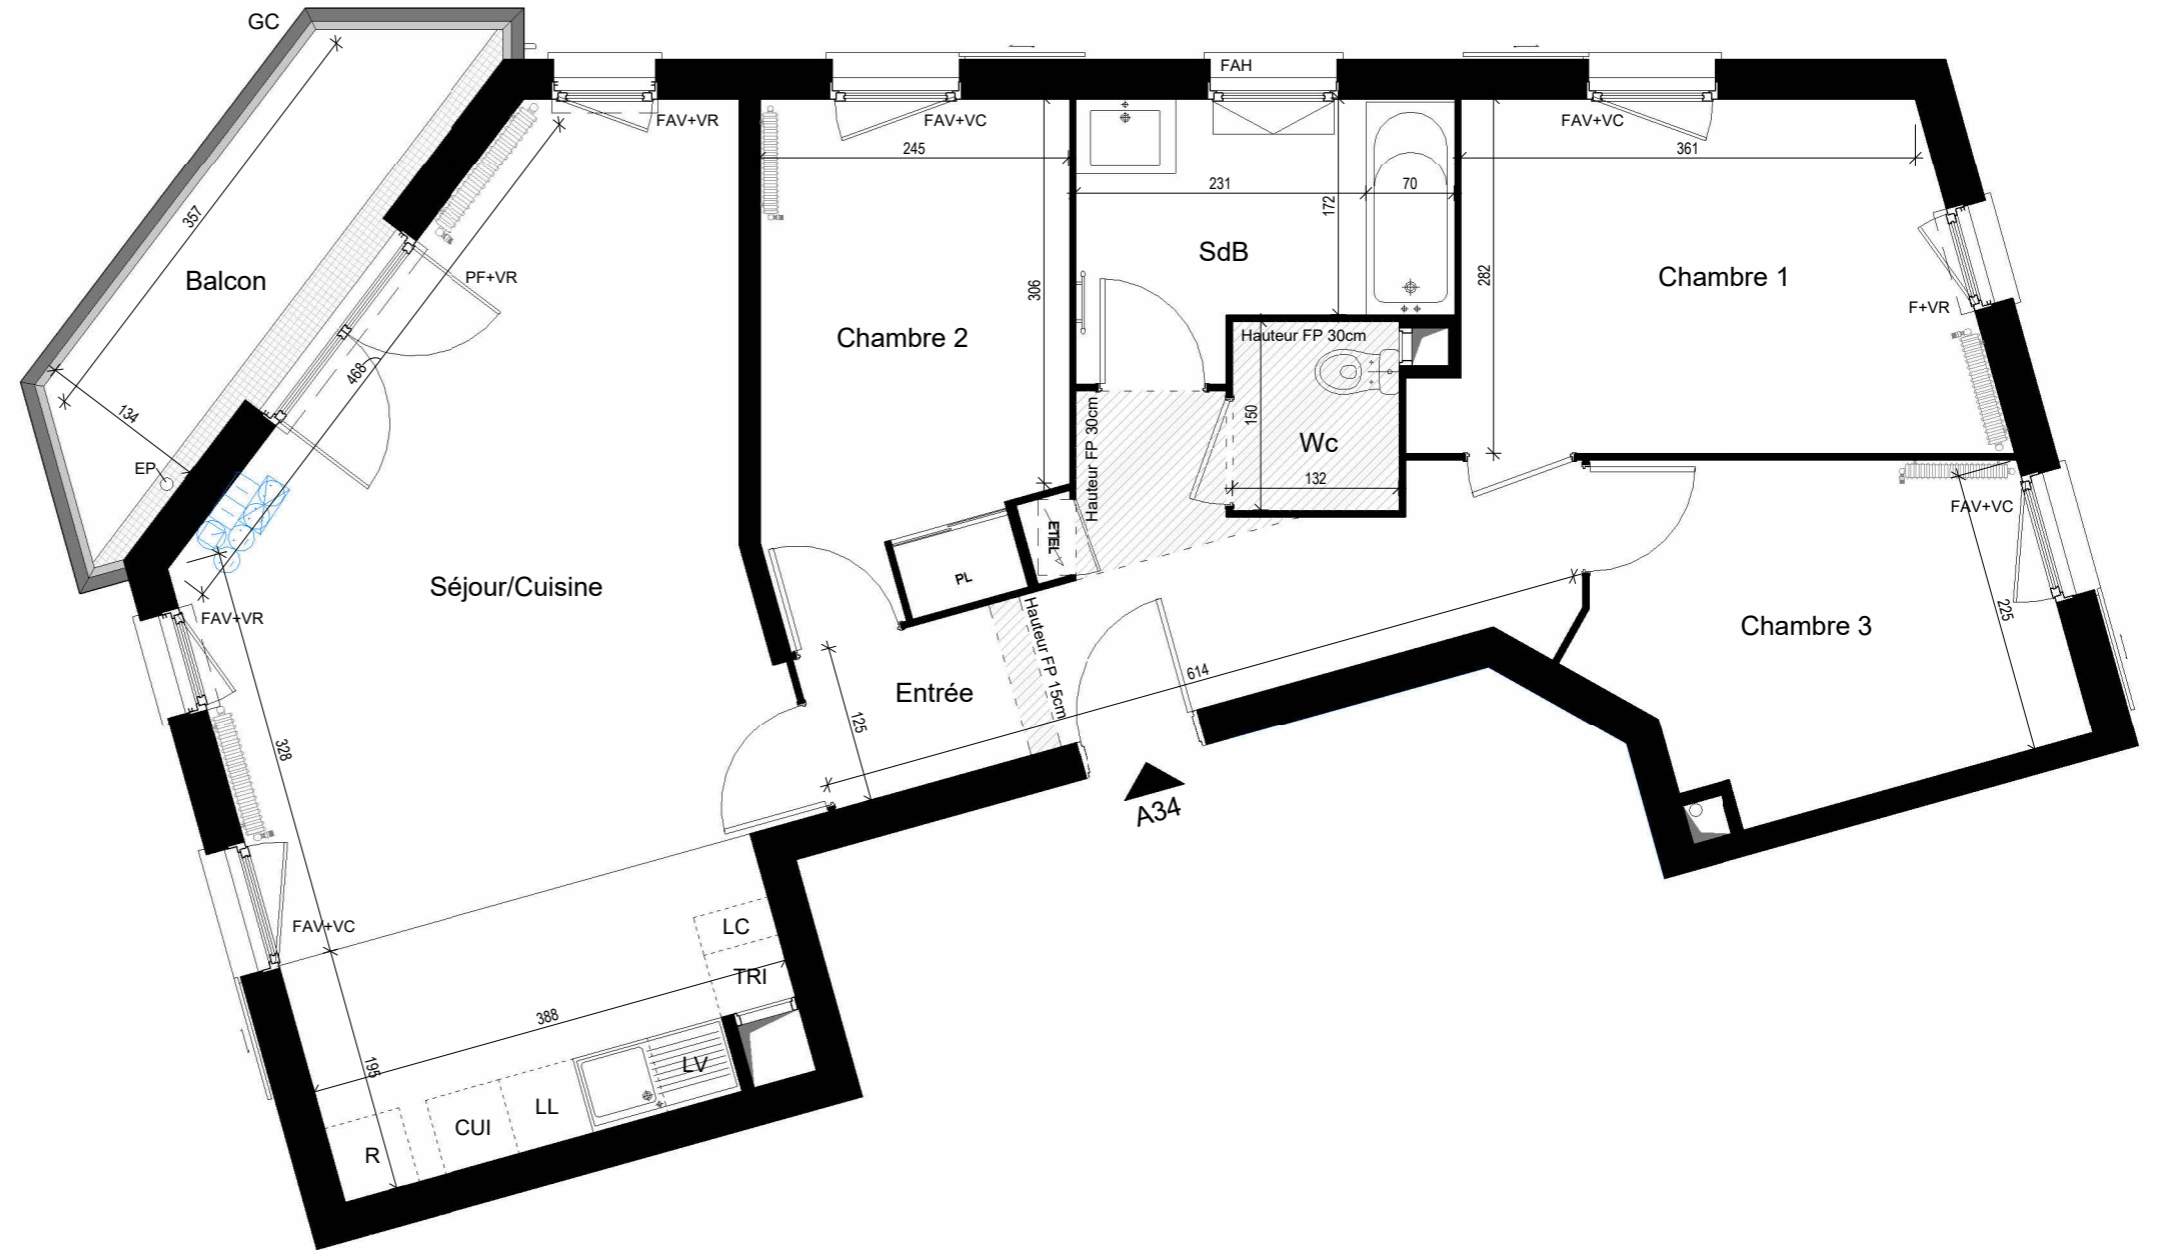 GC
FAH
FAV+VR
FAV+VC
FAV+VC
245
361
231
70
172
357
Balcon
PF+VR
SdB
282
Chambre 1
306
F+VR
Chambre 2
Hauteur FP 30cm
468
134
150
Hauteur FP 30cm
Wc
EP
132
FAV+VC
ETEL
PL
Séjour/Cuisine
FAV+VR
225
Chambre 3
Hauteur FP 15cm
614
Entrée
125
328
A34
FAV+VC
LC
TRI
388
195
LV
LL
CUI
R